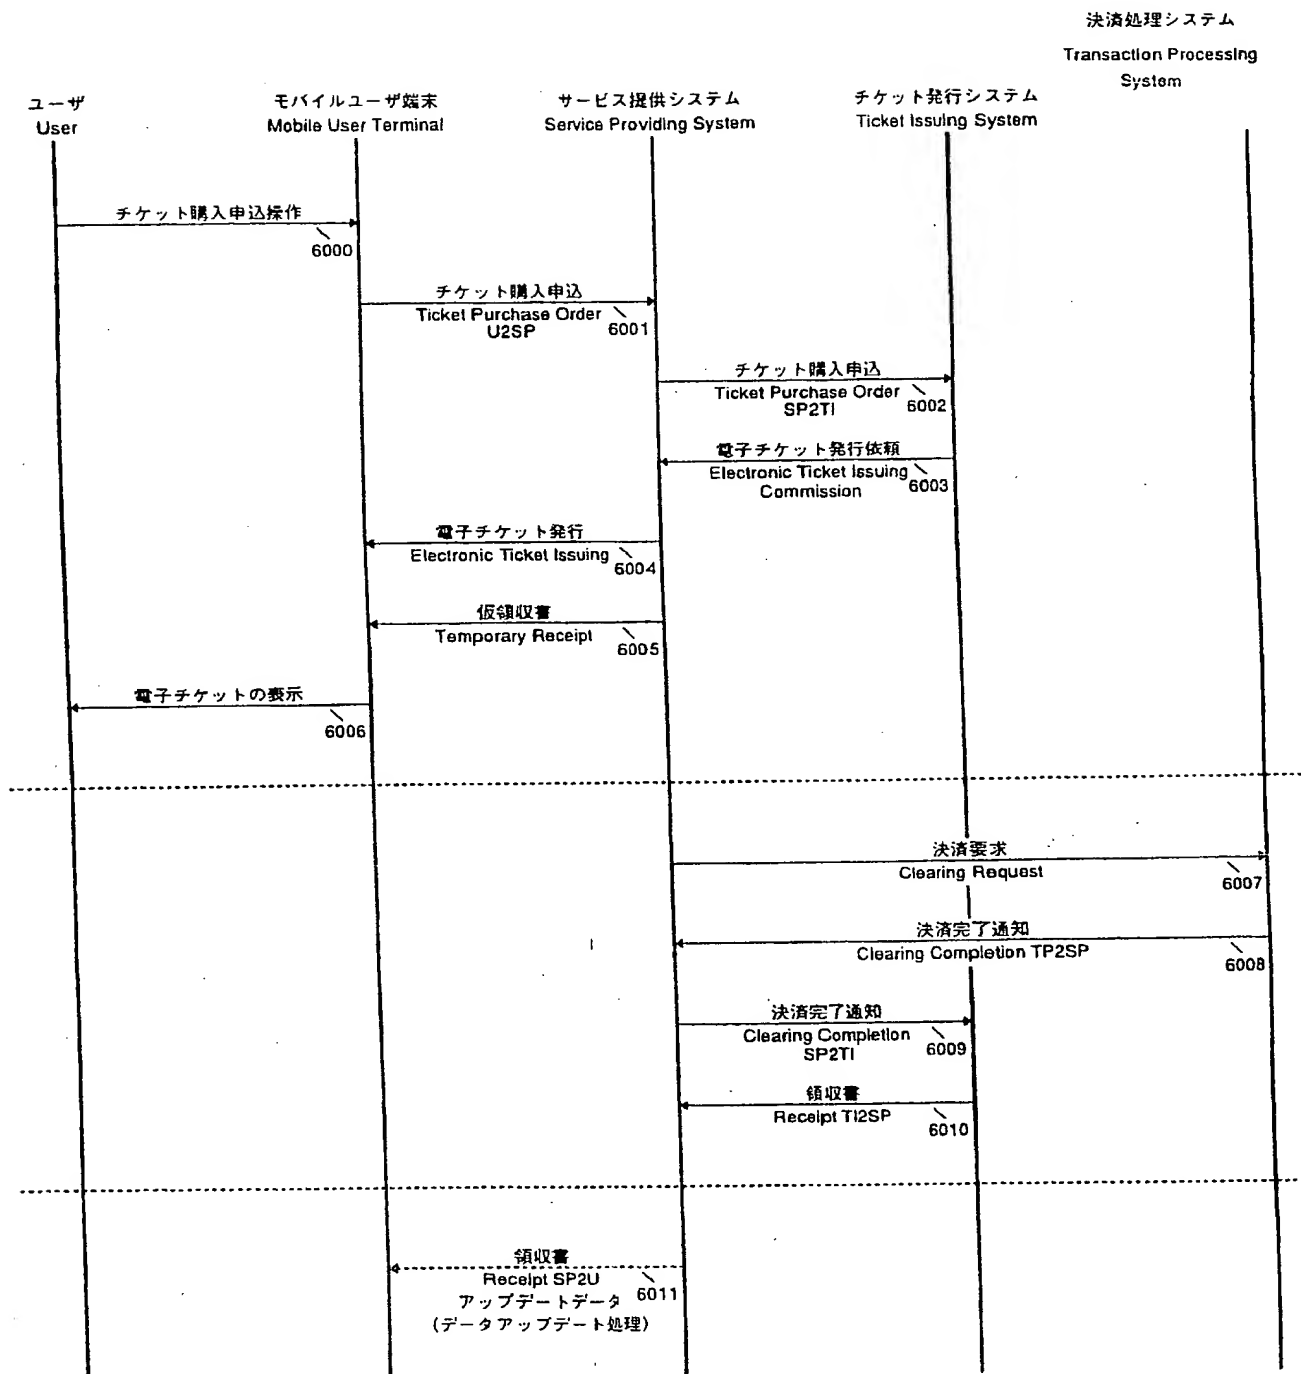 決済処理システム
Transaction Processing
System
ユーザ
User
モバイルユーザ端末
Mobile User Terminal
サービス提供システム
Service Providing System
チケット発行システム
Ticket Issuing System
チケット購入申込操作
6000
チケット購入申込
Ticket Purchase Order
U2SP
6001
チケット購入申込
Ticket Purchase Order
SP2TI
6002
電子チケット発行依頼
Electronic Ticket Issuing
Commission
6003
電子チケット発行
Electronic Ticket Issuing
6004
仮領収書
Temporary Receipt
6005
電子チケットの表示
6006
決済要求
Clearing Request
6007
決済完了通知
Clearing Completion TP2SP
6008
決済完了通知
Clearing Completion
SP2TI
6009
領収書
Receipt TI2SP
6010
領収書
Receipt SP2U
6011
アップデートデータ
(データアップデート処理)